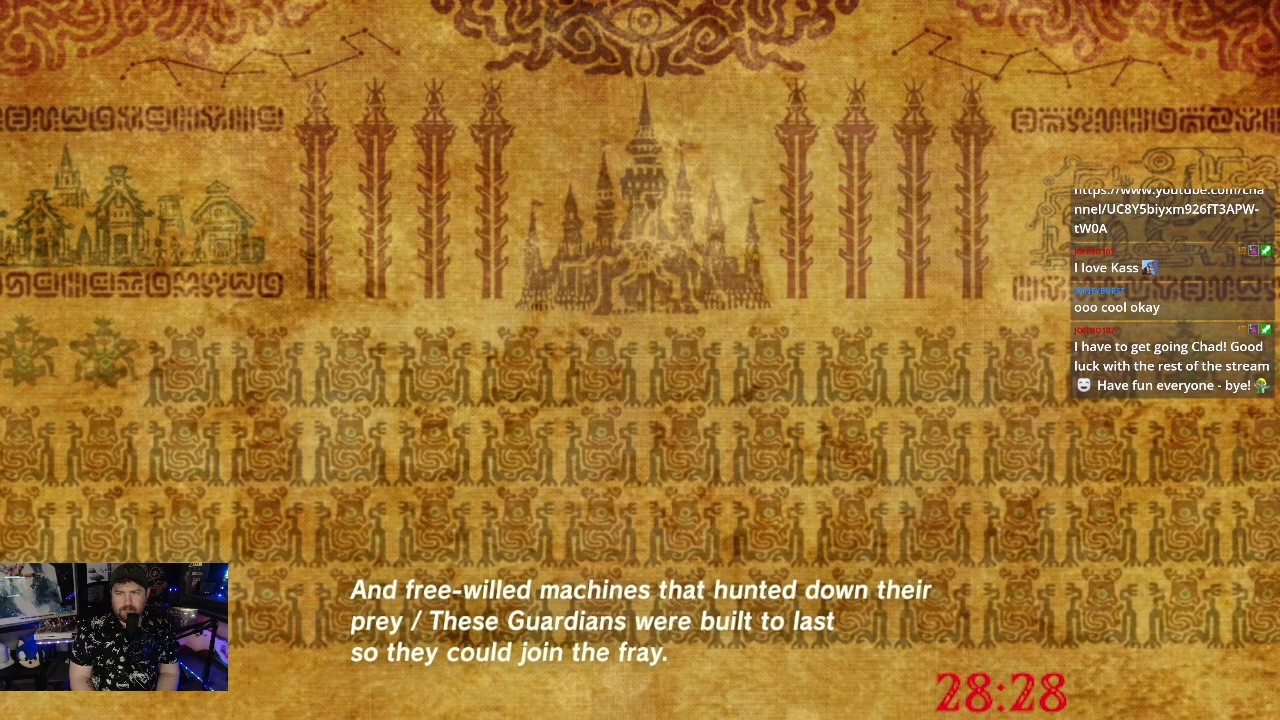 https://www.youtube.com/cha
nnel/UC8Y5biyxm926fT3APW-
tW0A
I love Kass
ooo cool okay
I have to get going Chad! Good
luck with the rest of the stream
Have fun everyone - bye!
And free-willed machines that hunted down their
prey / These Guardians were built to last
so they could join the fray.
28:28